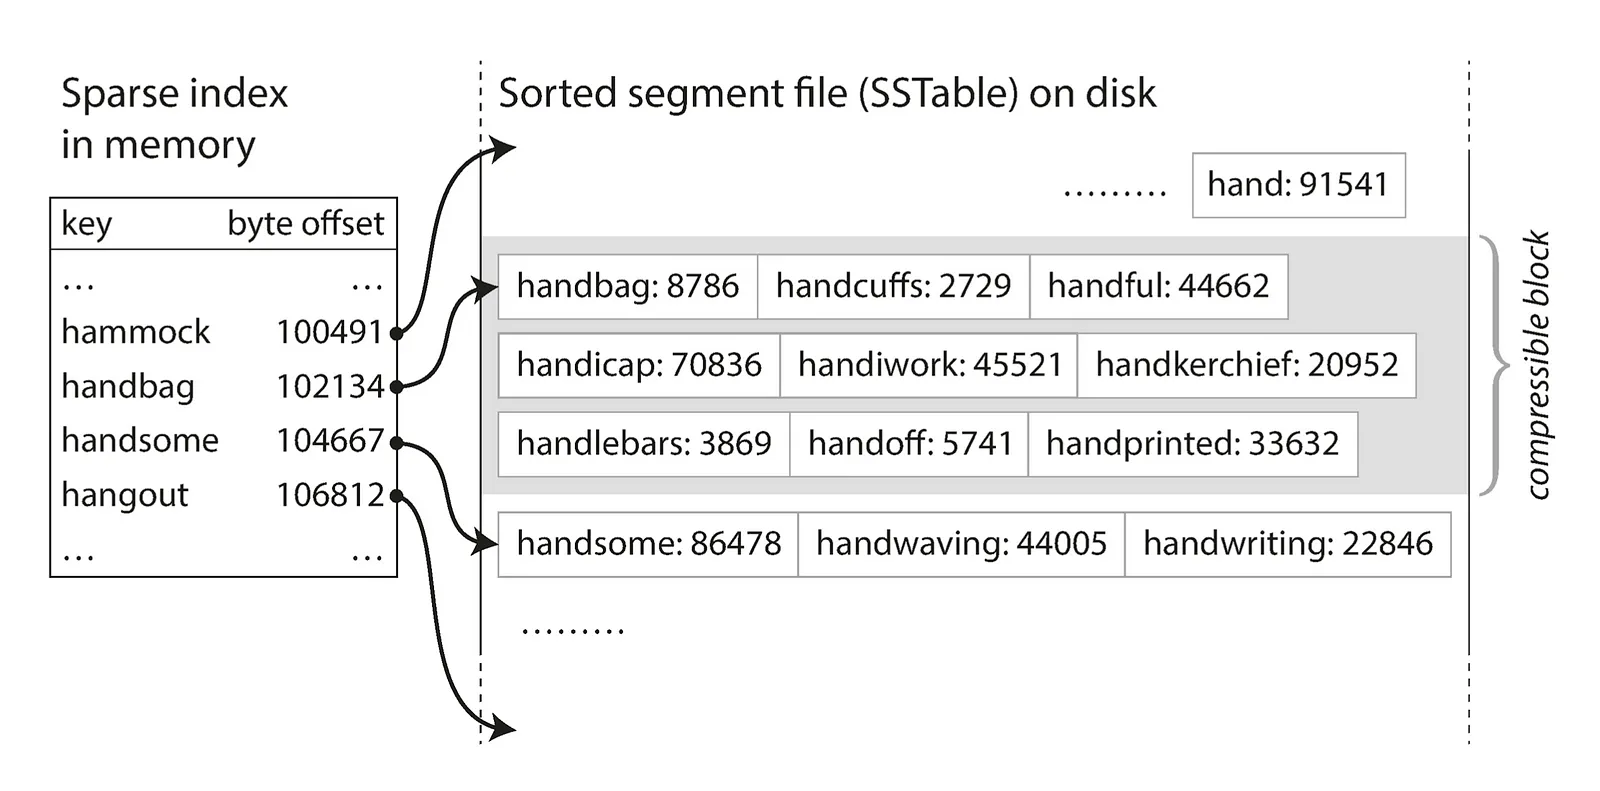 Sparse index
in memory
key byte offset
... ...
hammock 100491
handbag 102134
handsome 104667
hangout 106812
... ...
Sorted segment file (SSTable) on disk
......... hand: 91541
handbag: 8786 handcuffs: 2729 handful: 44662
handicap: 70836 handiwork: 45521 handkerchief: 20952
handlebars: 3869 handoff: 5741 handprinted: 33632
handsome: 86478 handwaving: 44005 handwriting: 22846
.........
compressible block